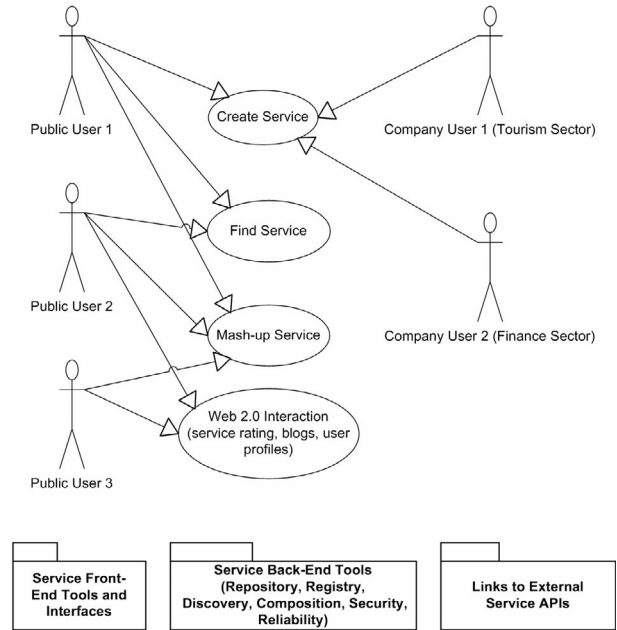 Public User 1
Create Service
Company User 1 (Tourism Sector)
Find Service
Public User 2
Mash-up Service
Company User 2 (Finance Sector)
Web 2.0 Interaction
(service rating, blogs, user
profiles)
Public User 3
Service Front-
End Tools and
Interfaces
Service Back-End Tools
(Repository, Registry,
Discovery, Composition, Security,
Reliability)
Links to External
Service APIs